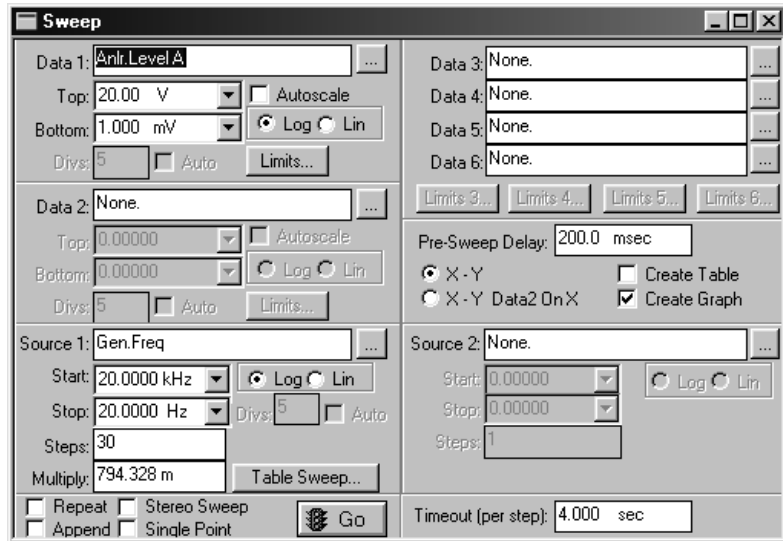 Sweep
Data 1: Anlr.Level A ...
Top: 20.00 V Autoscale
Bottom: 1.000 mV Log Lin
Divs: 5 Auto Limits...
Data 2: None. ...
Top: 0.00000 Autoscale
Bottom: 0.00000 Log Lin
Divs: 5 Auto Limits...
Source 1: Gen.Freq ...
Start: 20.0000 kHz Log Lin
Stop: 20.0000 Hz Divs: 5 Auto
Steps: 30
Multiply: 794.328 m Table Sweep...
Repeat Stereo Sweep
Append Single Point
Go
Data 3: None. ...
Data 4: None. ...
Data 5: None. ...
Data 6: None. ...
Limits 3... Limits 4... Limits 5... Limits 6...
Pre-Sweep Delay: 200.0 msec
X - Y Create Table
X - Y Data2 On X Create Graph
Source 2: None. ...
Start: 0.00000 Log Lin
Stop: 0.00000
Steps: 1
Timeout (per step): 4.000 sec